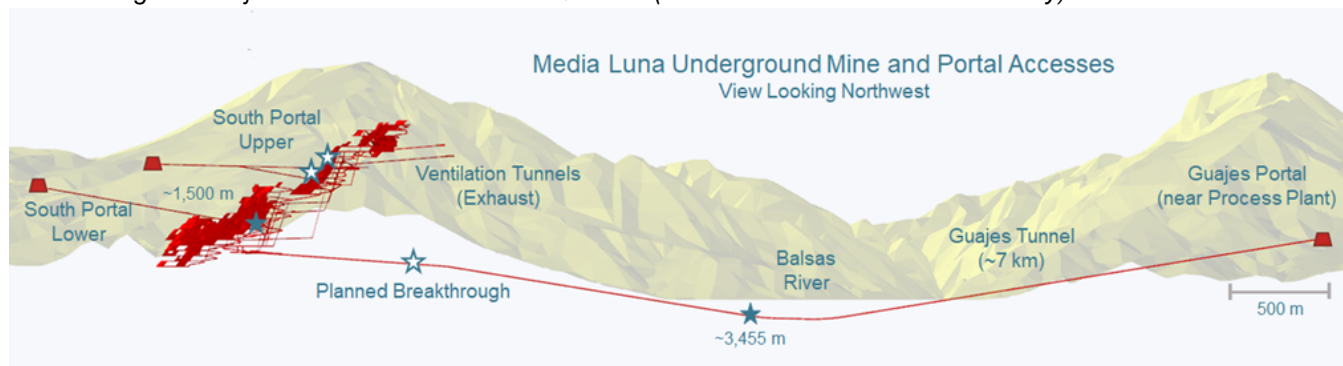 Media Luna Underground Mine and Portal Accesses
View Looking Northwest
South Portal
Upper
~1,500 m
South Portal
Lower
Ventilation Tunnels
(Exhaust)
Planned Breakthrough
Balsas
River
~3,455 m
Guajes Tunnel
(~7 km)
Guajes Portal
(near Process Plant)
500 m